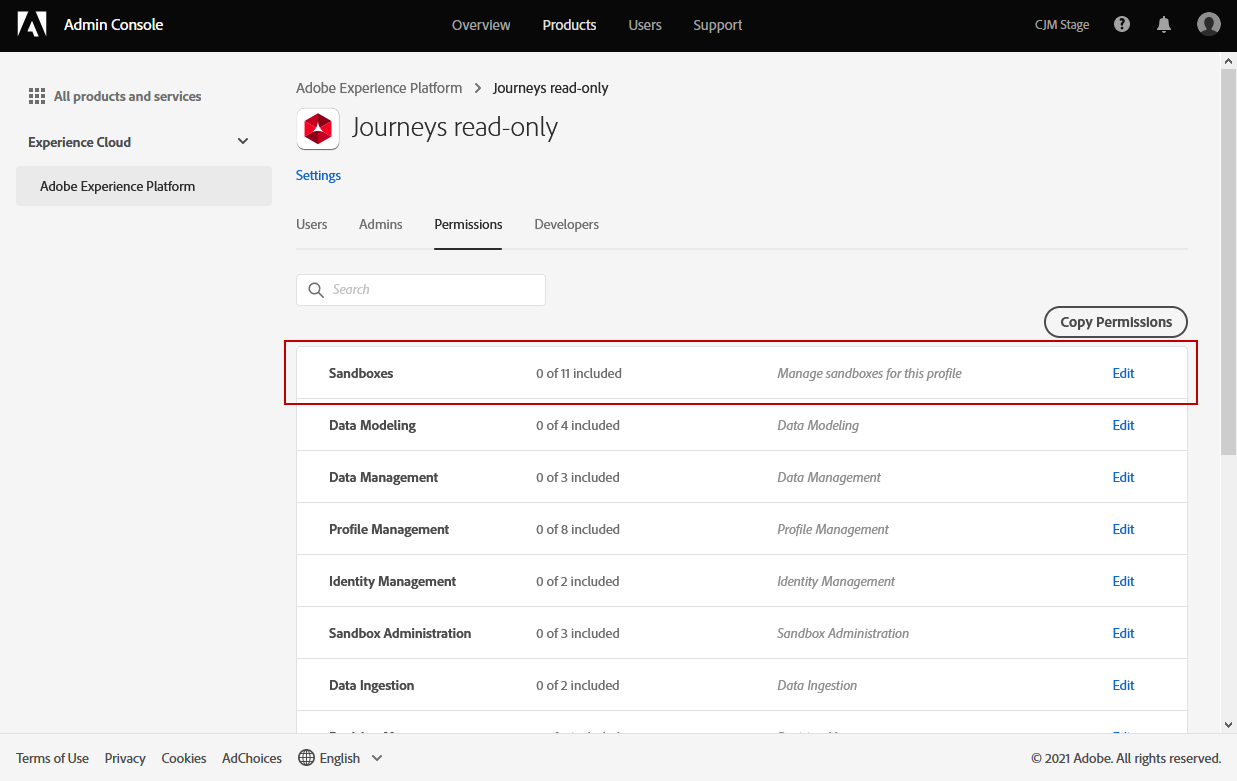 Admin Console
Overview Products Users Support
CJM Stage
All products and services
Experience Cloud
Adobe Experience Platform
Adobe Experience Platform > Journeys read-only
Journeys read-only
Settings
Users Admins Permissions Developers
Search
Copy Permissions
Sandboxes 0 of 11 included Manage sandboxes for this profile Edit
Data Modeling 0 of 4 included Data Modeling Edit
Data Management 0 of 3 included Data Management Edit
Profile Management 0 of 8 included Profile Management Edit
Identity Management 0 of 2 included Identity Management Edit
Sandbox Administration 0 of 3 included Sandbox Administration Edit
Data Ingestion 0 of 2 included Data Ingestion Edit
Terms of Use Privacy Cookies AdChoices English © 2021 Adobe. All rights reserved.